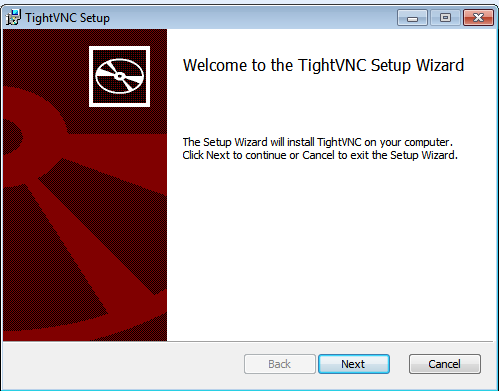 TightVNC Setup
Welcome to the TightVNC Setup Wizard
The Setup Wizard will install TightVNC on your computer.
Click Next to continue or Cancel to exit the Setup Wizard.
Back
Next
Cancel